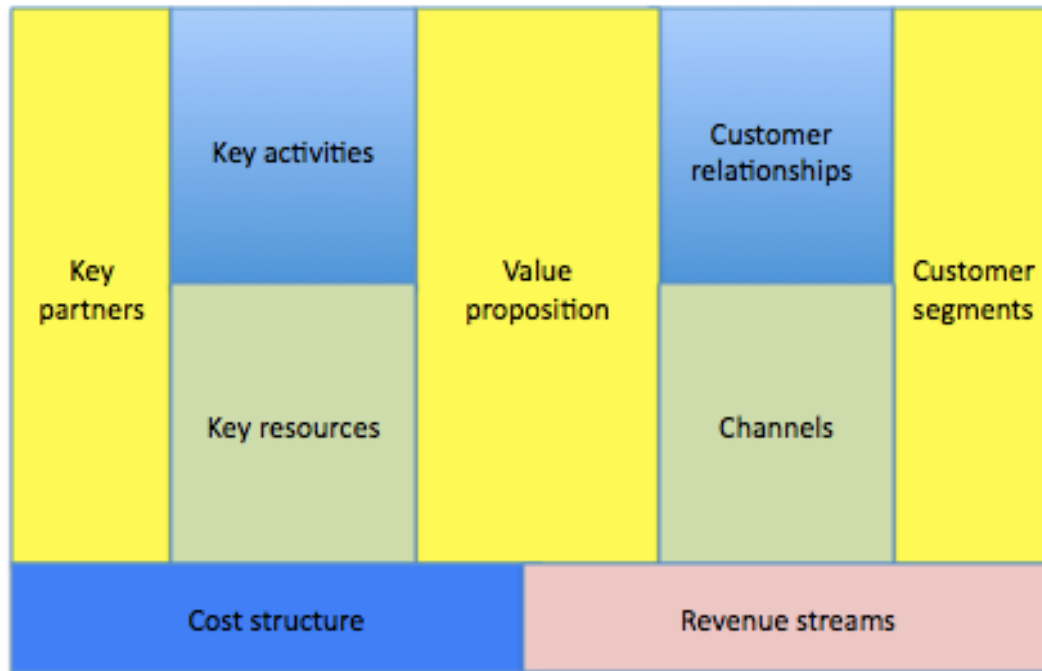 Key
partners
Key activities
Key resources
Value
proposition
Customer
relationships
Channels
Customer
segments
Cost structure
Revenue streams